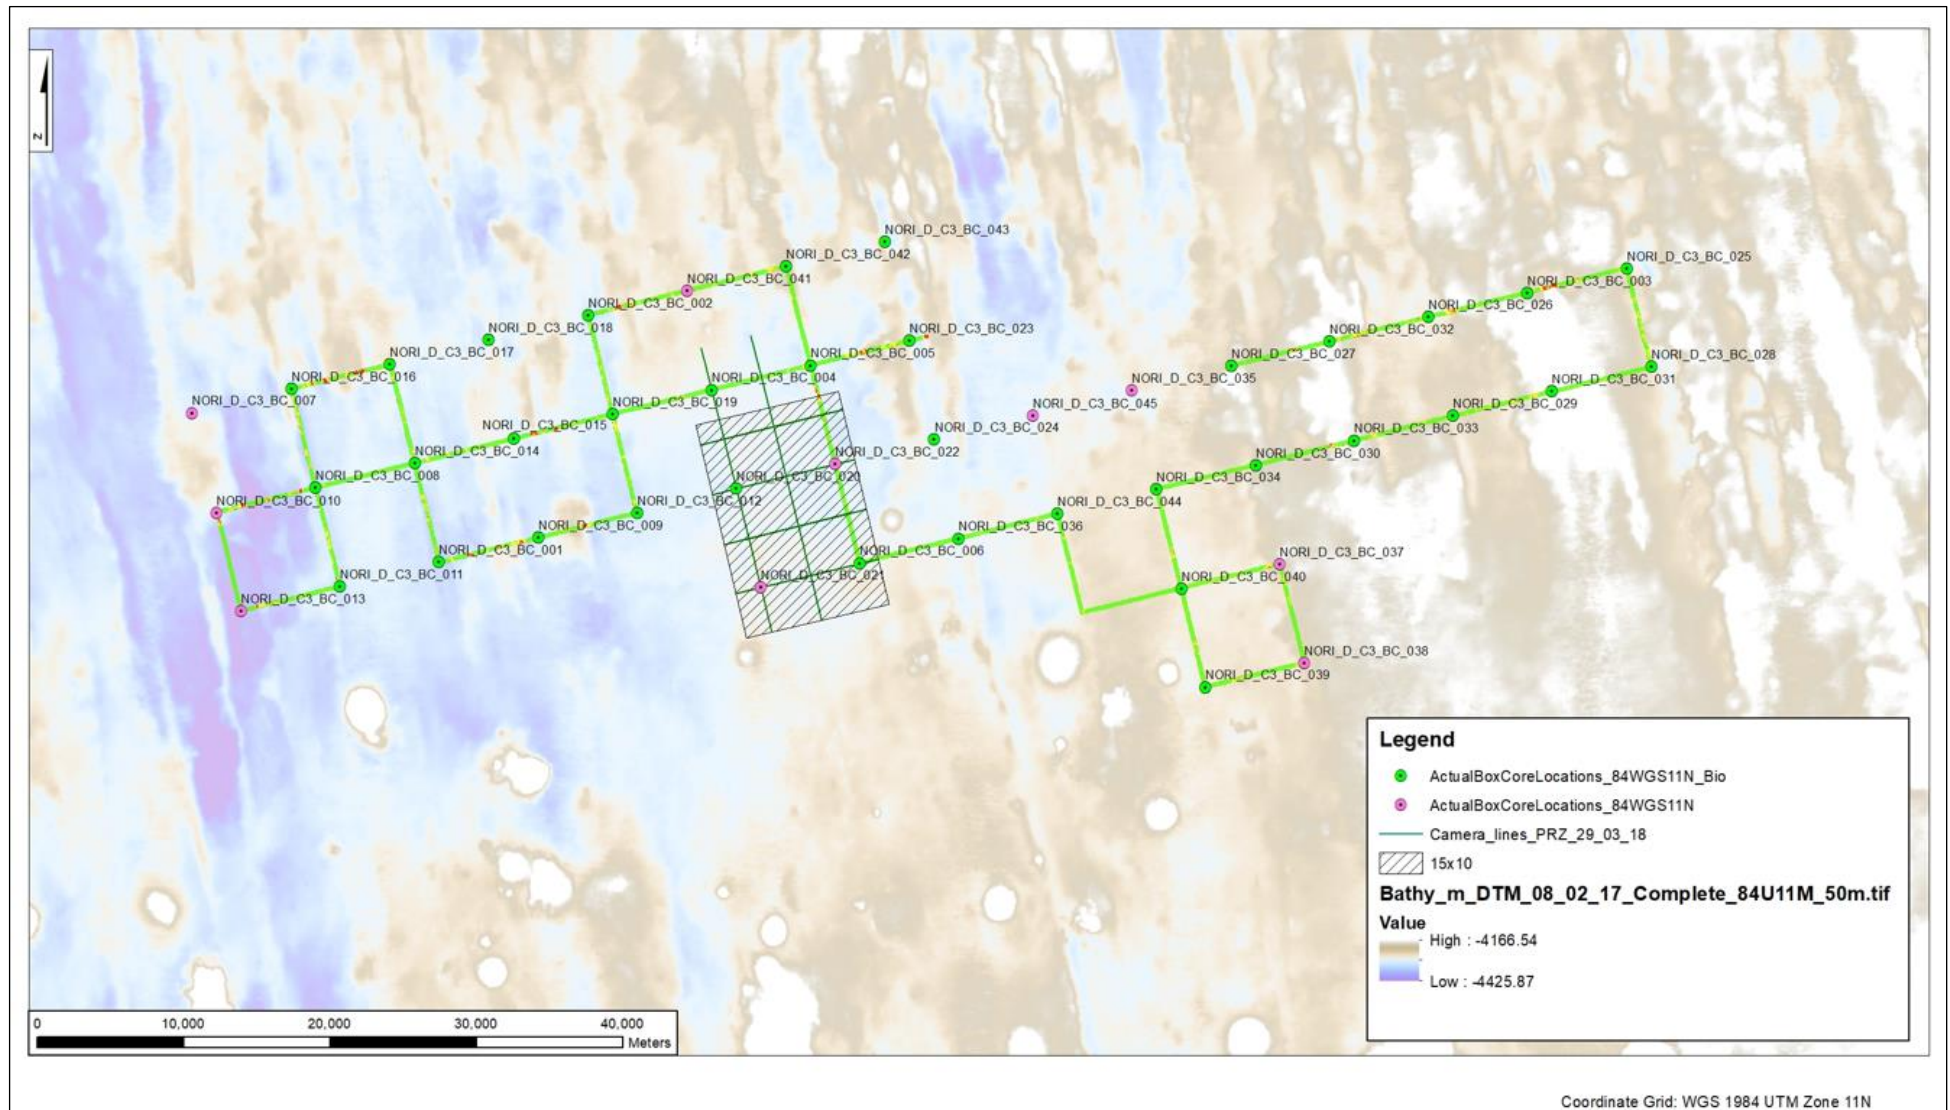 N
NORI_D_C3_BC_043
NORI_D_C3_BC_042
NORI_D_C3_BC_025
NORI_D_C3_BC_041
NORI_D_C3_BC_003
NORI_D_C3_BC_002
NORI_D_C3_BC_026
NORI_D_C3_BC_018
NORI_D_C3_BC_023
NORI_D_C3_BC_032
NORI_D_C3_BC_017
NORI_D_C3_BC_005
NORI_D_C3_BC_027
NORI_D_C3_BC_028
NORI_D_C3_BC_016
NORI_D_C3_BC_004
NORI_D_C3_BC_035
NORI_D_C3_BC_031
NORI_D_C3_BC_007
NORI_D_C3_BC_019
NORI_D_C3_BC_045
NORI_D_C3_BC_029
NORI_D_C3_BC_015
NORI_D_C3_BC_024
NORI_D_C3_BC_033
NORI_D_C3_BC_014
NORI_D_C3_BC_022
NORI_D_C3_BC_030
NORI_D_C3_BC_008
NORI_D_C3_BC_020
NORI_D_C3_BC_034
NORI_D_C3_BC_010
NORI_D_C3_BC_012
NORI_D_C3_BC_044
NORI_D_C3_BC_009
NORI_D_C3_BC_036
NORI_D_C3_BC_001
NORI_D_C3_BC_006
NORI_D_C3_BC_037
NORI_D_C3_BC_011
NORI_D_C3_BC_021
NORI_D_C3_BC_040
NORI_D_C3_BC_013
NORI_D_C3_BC_038
NORI_D_C3_BC_039
Legend
ActualBoxCoreLocations_84WGS11N_Bio
ActualBoxCoreLocations_84WGS11N
Camera_lines_PRZ_29_03_18
15x10
Bathy_m_DTM_08_02_17_Complete_84U11M_50m.tif
Value
High : -4166.54
Low : -4425.87
0 10,000 20,000 30,000 40,000
Meters
Coordinate Grid: WGS 1984 UTM Zone 11N